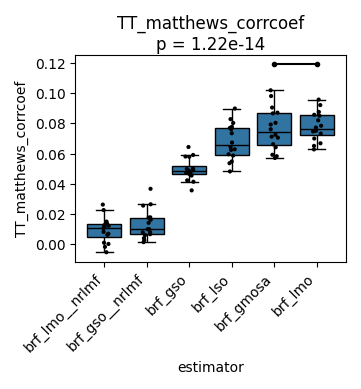 TT_matthews_corrcoef
p = 1.22e-14
0.12
0.10
0.08
0.06
0.04
0.02
0.00
TT_matthews_corrcoef
brf_lmo__nrlmf
brf_gso__nrlmf
brf_gso
brf_lso
brf_gmosa
brf_lmo
estimator